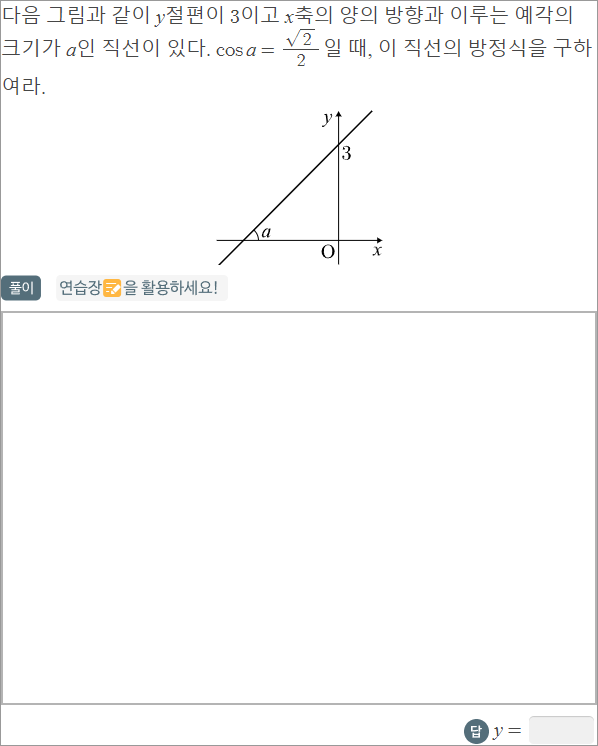 다음 그림과 같이 y절편이 3이고 x축의 양의 방향과 이루는 예각의
크기가 a인 직선이 있다. cos a = √2/2 일 때, 이 직선의 방정식을 구하
여라.
y
3
a
O
x
풀이 연습장을 활용하세요!
답 y =